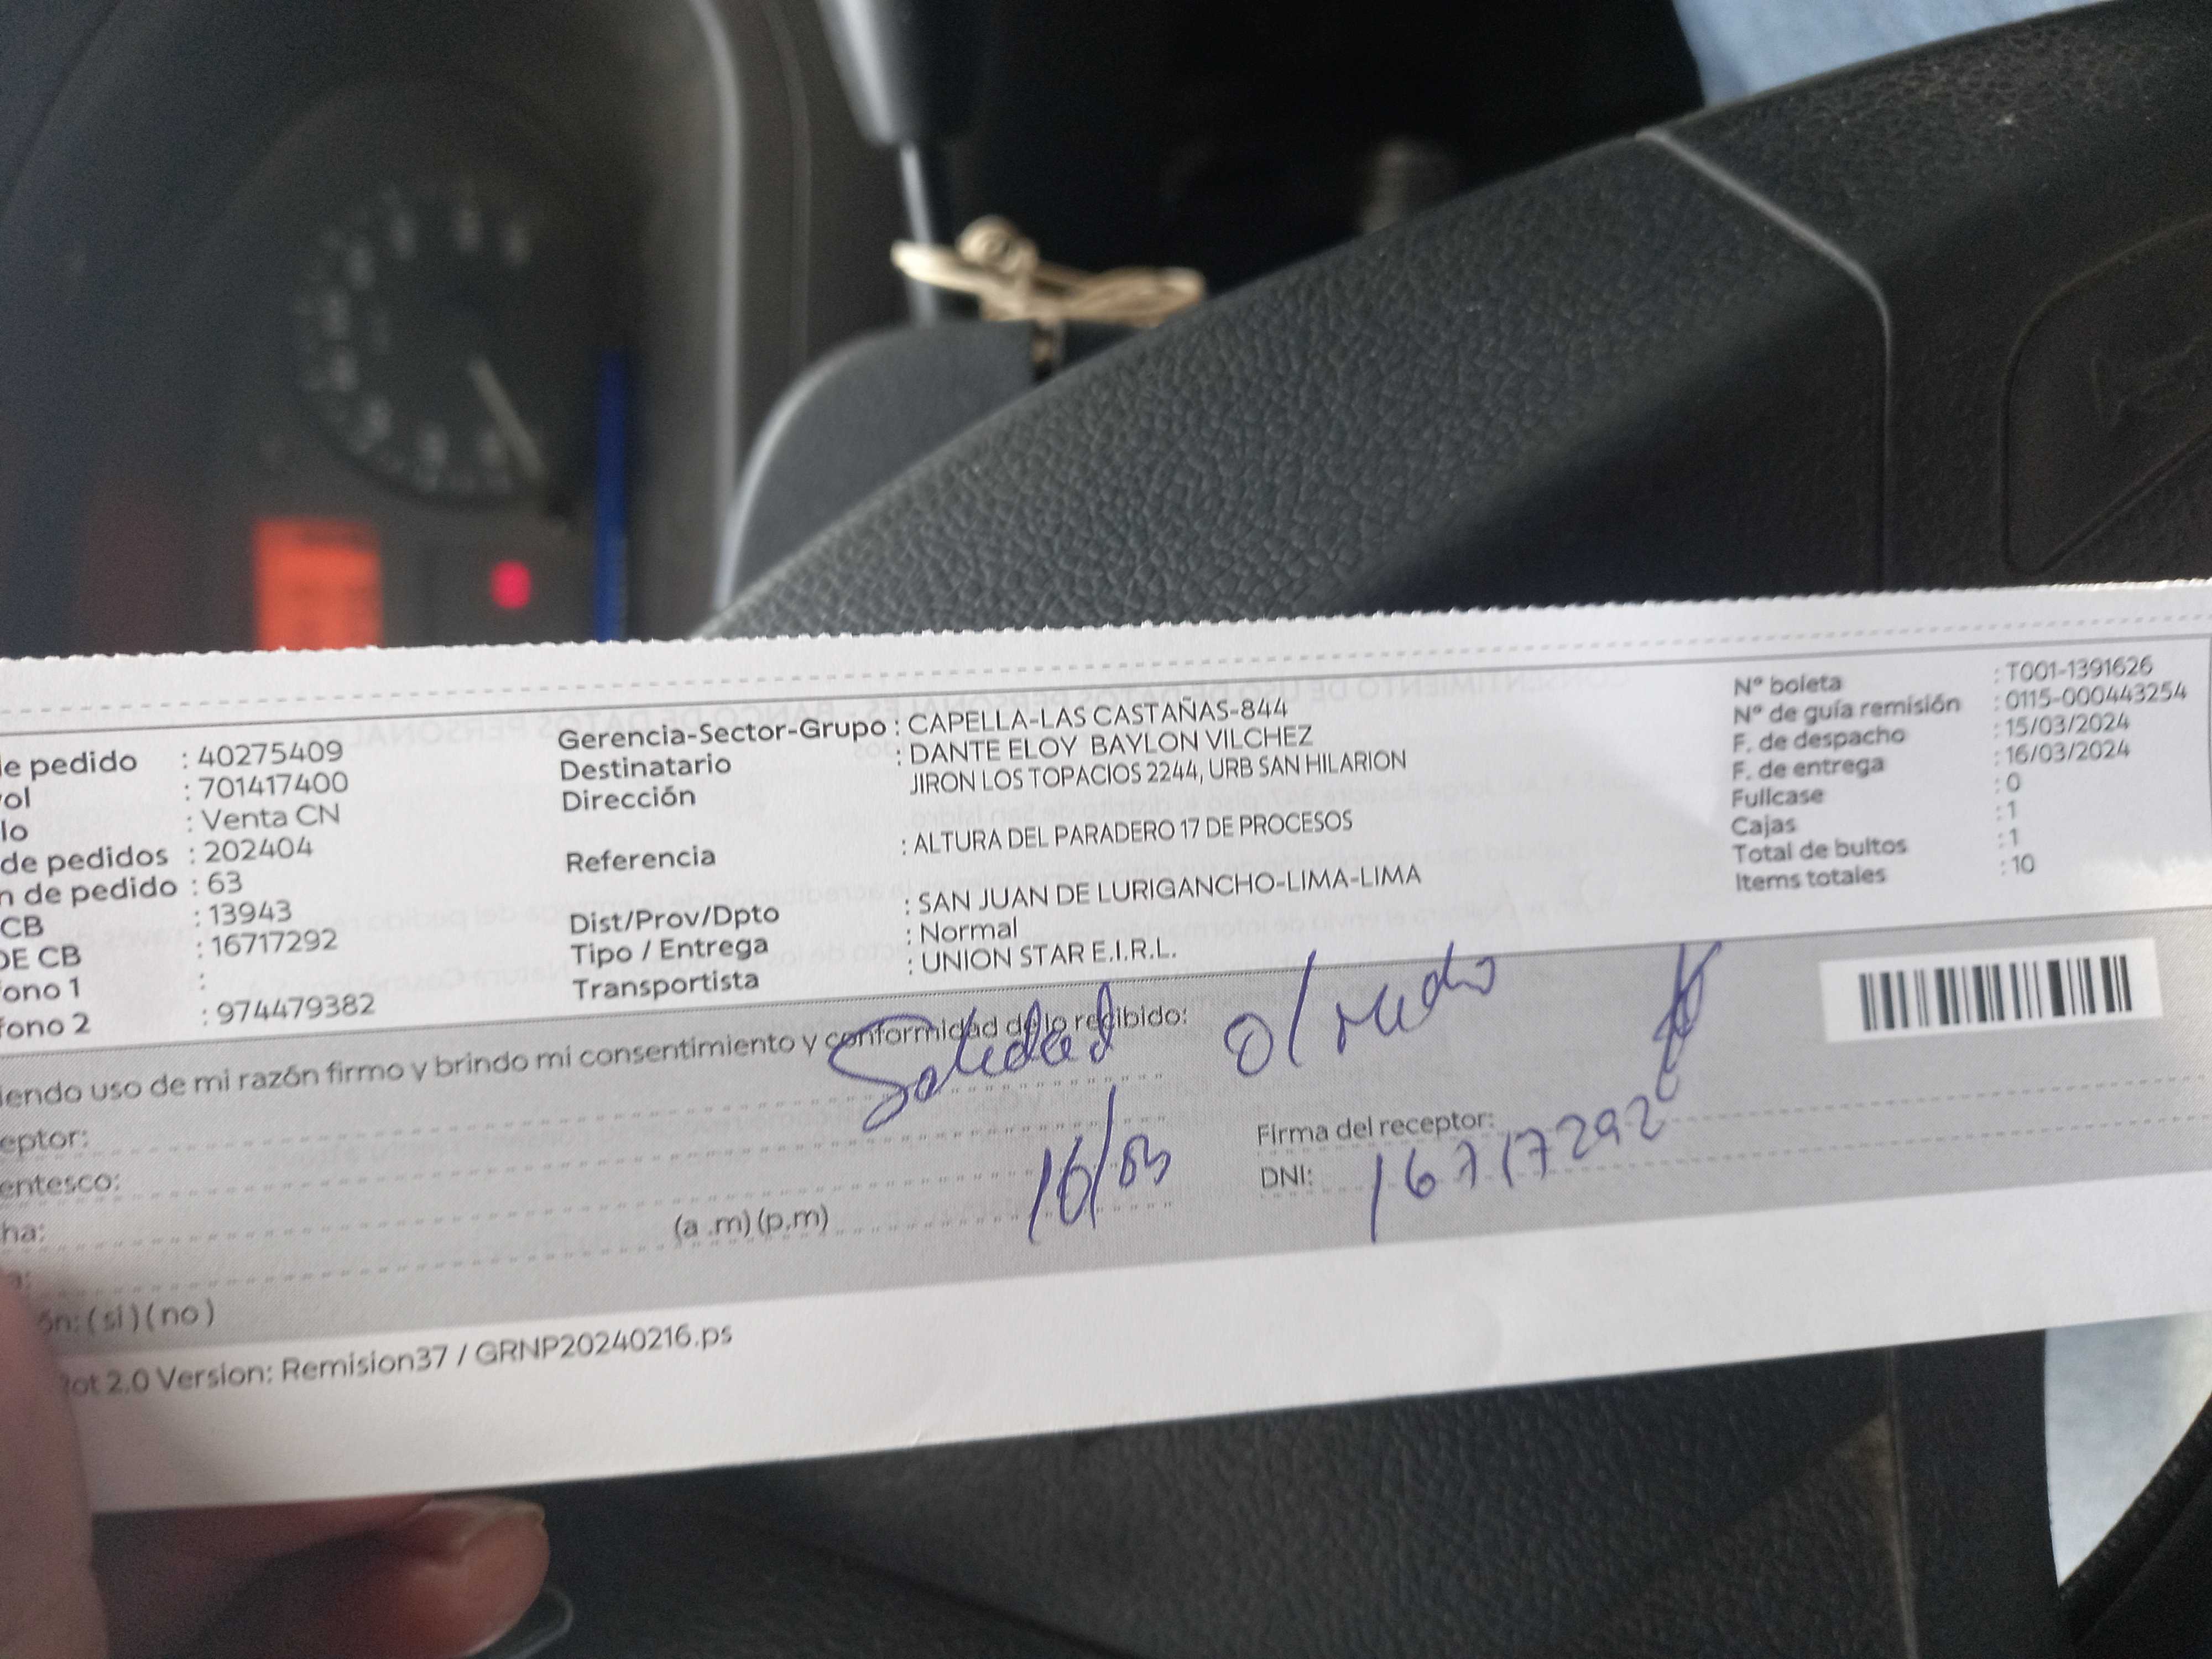 e pedido : 40275409
ol : 701417400
lo : Venta CN
de pedidos : 202404
n de pedido : 63
CB : 13943
DE CB : 16717292
ono 1 :
fono 2 : 974479382
Gerencia-Sector-Grupo : CAPELLA-LAS CASTAÑAS-844
Destinatario : DANTE ELOY BAYLON VILCHEZ
Dirección JIRON LOS TOPACIOS 2244, URB SAN HILARION
Referencia : ALTURA DEL PARADERO 17 DE PROCESOS
Dist/Prov/Dpto : SAN JUAN DE LURIGANCHO-LIMA-LIMA
Tipo / Entrega : Normal
Transportista : UNION STAR E.I.R.L.
Nº boleta : T001-1391626
Nº de guía remisión : 0115-000443254
F. de despacho : 15/03/2024
F. de entrega : 16/03/2024
Fullcase : 0
Cajas : 1
Total de bultos : 1
Items totales : 10
iendo uso de mi razón firmo y brindo mi consentimiento y conformidad de lo recibido:
Soledad Olmedo
eptor:
Firma del receptor:
entesco:
DNI: 16717292
ha: 16/03
(a .m) (p.m)
a:
ón: ( si ) ( no )
ot 2.0 Version: Remision37 / GRNP20240216.ps